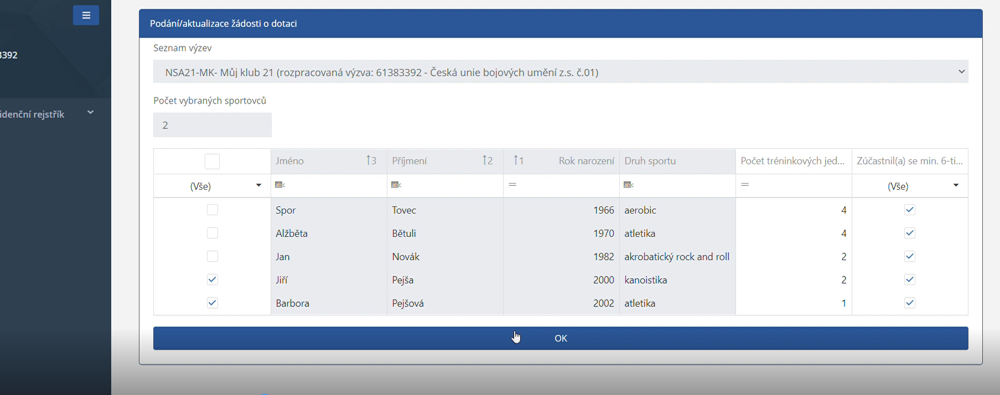 Podání/aktualizace žádosti o dotaci
3392
Seznam výzev
NSA21-MK- Můj klub 21 (rozpracovaná výzva: 61383392 - Česká unie bojových umění z.s. č.01)
Počet vybraných sportovců
idenční rejstřík
2
Jméno ↑3 Příjmení ↑2 ↑1 Rok narození Druh sportu Počet tréninkových jed... Zúčastnil(a) se min. 6-ti...
(Vše) abc abc = abc = (Vše)
Spor Tovec 1966 aerobic 4
Alžběta Bětuli 1970 atletika 4
Jan Novák 1982 akrobatický rock and roll 2
Jiří Pejša 2000 kanoistika 2
Barbora Pejšová 2002 atletika 1
OK